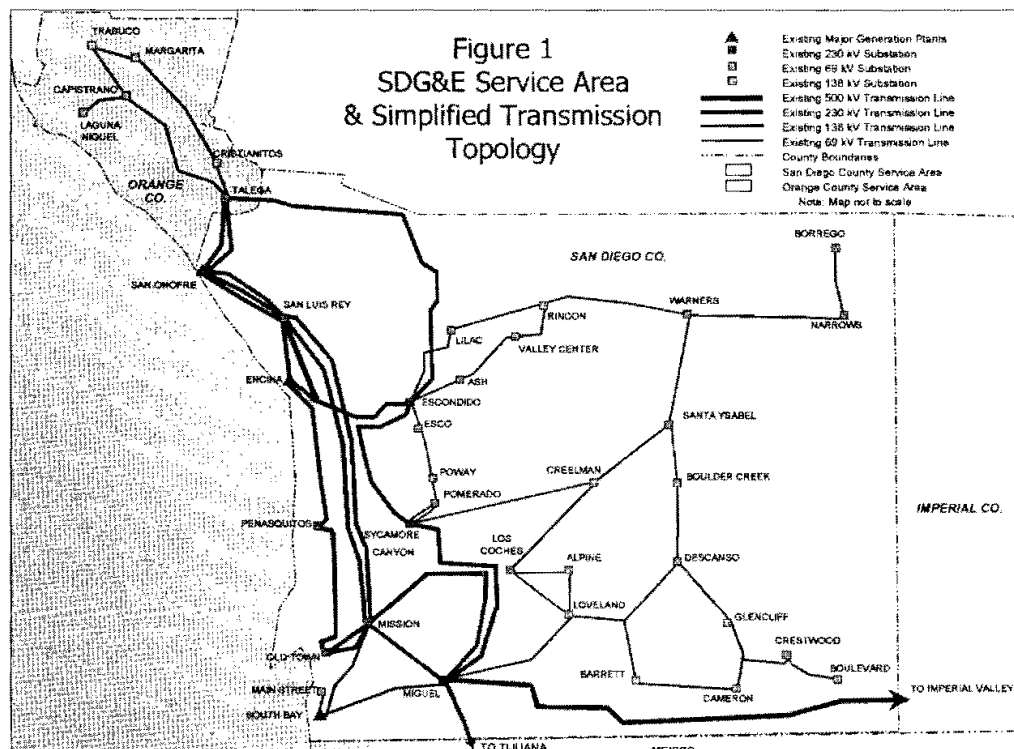 Figure 1
SDG&E Service Area
& Simplified Transmission
Topology
Existing Major Generation Plants
Existing 230 kV Substation
Existing 69 kV Substation
Existing 138 kV Substation
Existing 500 kV Transmission Line
Existing 230 kV Transmission Line
Existing 138 kV Transmission Line
Existing 69 kV Transmission Line
County Boundaries
San Diego County Service Area
Orange County Service Area
Note: Map not to scale
TRABUCO
MARGARITA
CAPISTRANO
LAGUNA
NIGUEL
CRISTIANITOS
ORANGE
CO.
TALEGA
BORREGO
SAN DIEGO CO.
SAN ONOFRE
SAN LUIS REY
RINCON
WARNERS
NARROWS
LILAC
VALLEY CENTER
ENCINA
ASH
ESCONDIDO
ESCO
SANTA YSABEL
POWAY
CREELMAN
BOULDER CREEK
POMERADO
IMPERIAL CO.
PENASQUITOS
SYCAMORE
CANYON
LOS
COCHES
ALPINE
DESCANSO
LOVELAND
GLENCLIFF
MISSION
CRESTWOOD
OLD TOWN
BOULEVARD
BARRETT
MAIN STREET
MIGUEL
CAMERON
TO IMPERIAL VALLEY
SOUTH BAY
TO TIJUANA
MEXICO